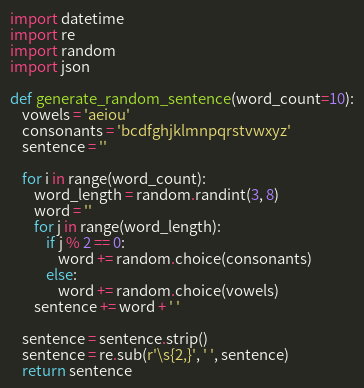 import datetime
import re
import random
import json

def generate_random_sentence(word_count=10):
    vowels = 'aeiou'
    consonants = 'bcdfghjklmnpqrstvwxyz'
    sentence = ''

    for i in range(word_count):
        word_length = random.randint(3, 8)
        word = ''
        for j in range(word_length):
            if j % 2 == 0:
                word += random.choice(consonants)
            else:
                word += random.choice(vowels)
        sentence += word + ' '

    sentence = sentence.strip()
    sentence = re.sub(r'\s{2,}', ' ', sentence)
    return sentence